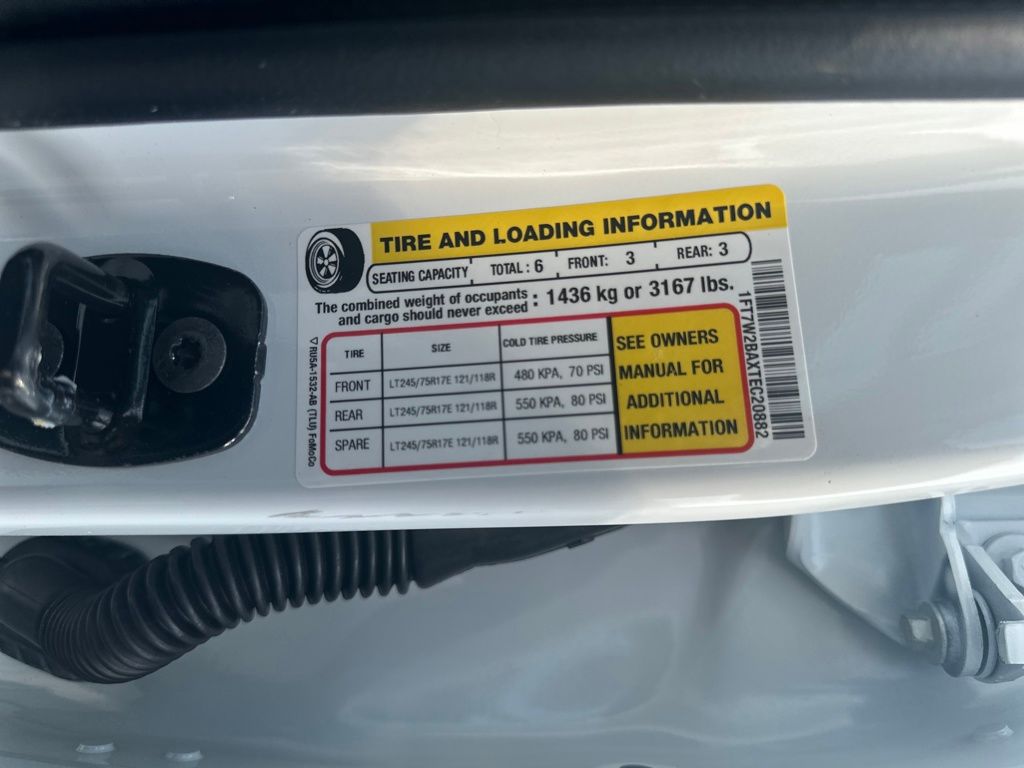 TIRE AND LOADING INFORMATION
SEATING CAPACITY TOTAL : 6 FRONT: 3 REAR: 3
The combined weight of occupants
and cargo should never exceed : 1436 kg or 3167 lbs.
TIRE SIZE COLD TIRE PRESSURE
FRONT LT245/75R17E 121/118R 480 KPA, 70 PSI
REAR LT245/75R17E 121/118R 550 KPA, 80 PSI
SPARE LT245/75R17E 121/118R 550 KPA, 80 PSI
SEE OWNERS
MANUAL FOR
ADDITIONAL
INFORMATION
▽ RU5A-1532-AB (TLU) FoMoCo
1FT7W2BAXTEC20882